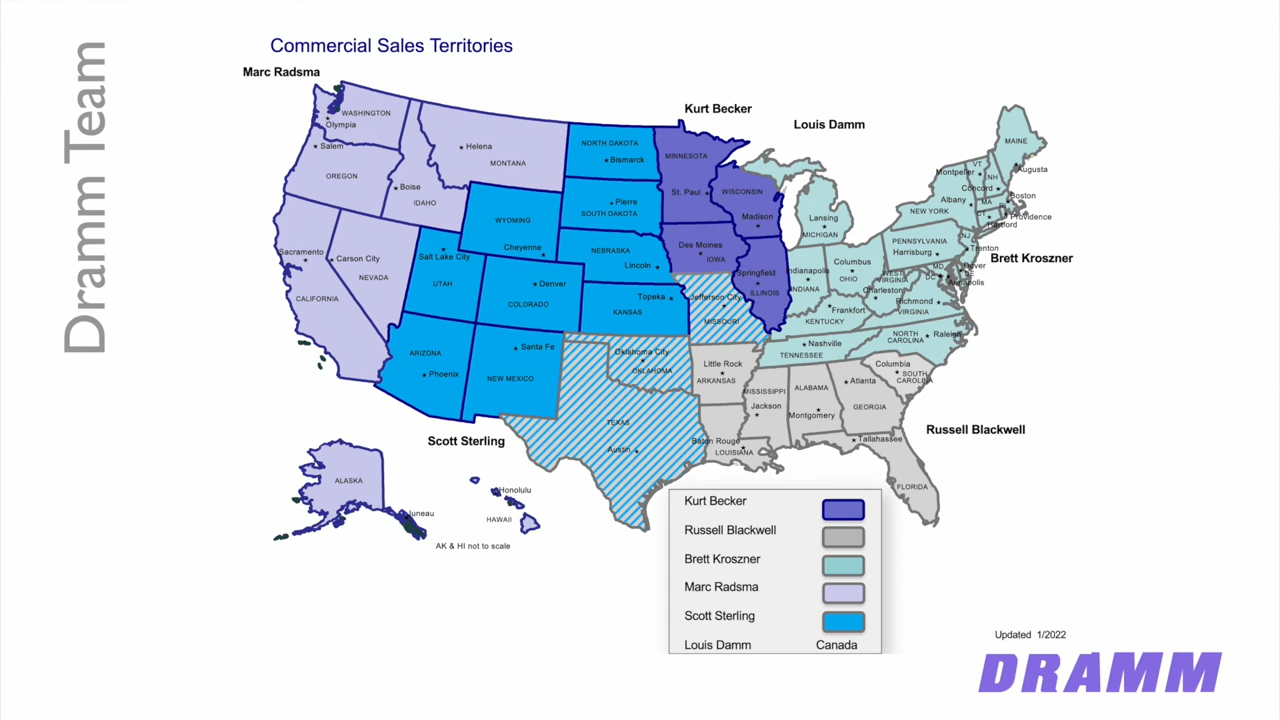 Dramm Team
Commercial Sales Territories
Marc Radsma
Kurt Becker
Louis Damm
WASHINGTON
Olympia
Salem
OREGON
Helena
MONTANA
Boise
IDAHO
NORTH DAKOTA
Bismarck
Pierre
SOUTH DAKOTA
MINNESOTA
St. Paul
WISCONSIN
Madison
WYOMING
Cheyenne
NEBRASKA
Lincoln
Des Moines
IOWA
Springfield
ILLINOIS
Lansing
MICHIGAN
MAINE
Augusta
VT
Montpelier
NH
Concord
Boston
MA
Albany
NEW YORK
RI
Providence
CT
Hartford
PENNSYLVANIA
Harrisburg
NJ
Trenton
Brett Kroszner
Sacramento
Carson City
NEVADA
CALIFORNIA
Salt Lake City
UTAH
Denver
COLORADO
Topeka
KANSAS
Jefferson City
MISSOURI
Indianapolis
INDIANA
Columbus
OHIO
WEST
VIRGINIA
Charleston
MD
Dover
DE
DC
Annapolis
Richmond
VIRGINIA
Frankfort
KENTUCKY
NORTH
CAROLINA
Raleigh
Nashville
TENNESSEE
ARIZONA
Phoenix
Santa Fe
NEW MEXICO
Oklahoma City
OKLAHOMA
Little Rock
ARKANSAS
Columbia
SOUTH
CAROLINA
MISSISSIPPI
Jackson
ALABAMA
Montgomery
Atlanta
GEORGIA
TEXAS
Austin
Baton Rouge
LOUISIANA
Tallahassee
FLORIDA
Russell Blackwell
Scott Sterling
ALASKA
Juneau
Honolulu
HAWAII
AK & HI not to scale
Kurt Becker
Russell Blackwell
Brett Kroszner
Marc Radsma
Scott Sterling
Louis Damm Canada
Updated 1/2022
DRAMM